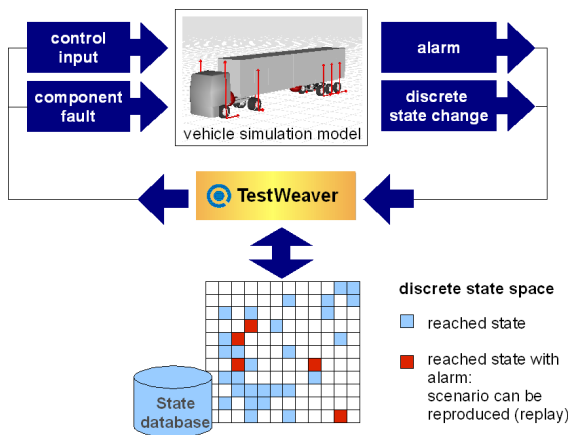 control
input
component
fault
vehicle simulation model
alarm
discrete
state change
TestWeaver
discrete state space
reached state
reached state with
alarm:
scenario can be
reproduced (replay)
State
database